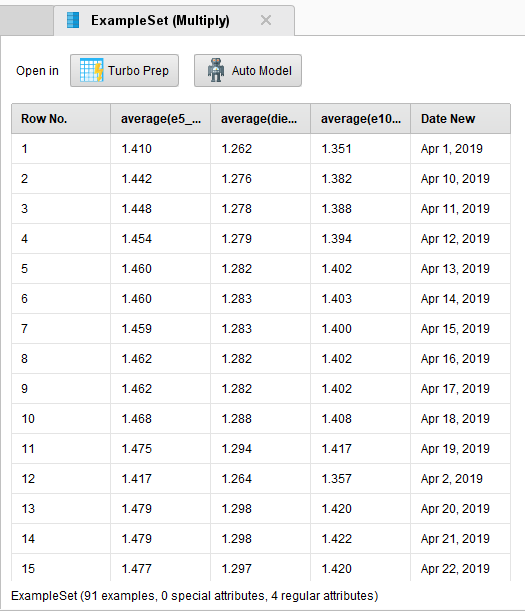 ExampleSet (Multiply)
Open in Turbo Prep Auto Model
Row No. average(e5_... average(die... average(e10... Date New
1 1.410 1.262 1.351 Apr 1, 2019
2 1.442 1.276 1.382 Apr 10, 2019
3 1.448 1.278 1.388 Apr 11, 2019
4 1.454 1.279 1.394 Apr 12, 2019
5 1.460 1.282 1.402 Apr 13, 2019
6 1.460 1.283 1.403 Apr 14, 2019
7 1.459 1.283 1.400 Apr 15, 2019
8 1.462 1.282 1.402 Apr 16, 2019
9 1.462 1.282 1.402 Apr 17, 2019
10 1.468 1.288 1.408 Apr 18, 2019
11 1.475 1.294 1.417 Apr 19, 2019
12 1.417 1.264 1.357 Apr 2, 2019
13 1.479 1.298 1.420 Apr 20, 2019
14 1.479 1.298 1.422 Apr 21, 2019
15 1.477 1.297 1.420 Apr 22, 2019
ExampleSet (91 examples, 0 special attributes, 4 regular attributes)